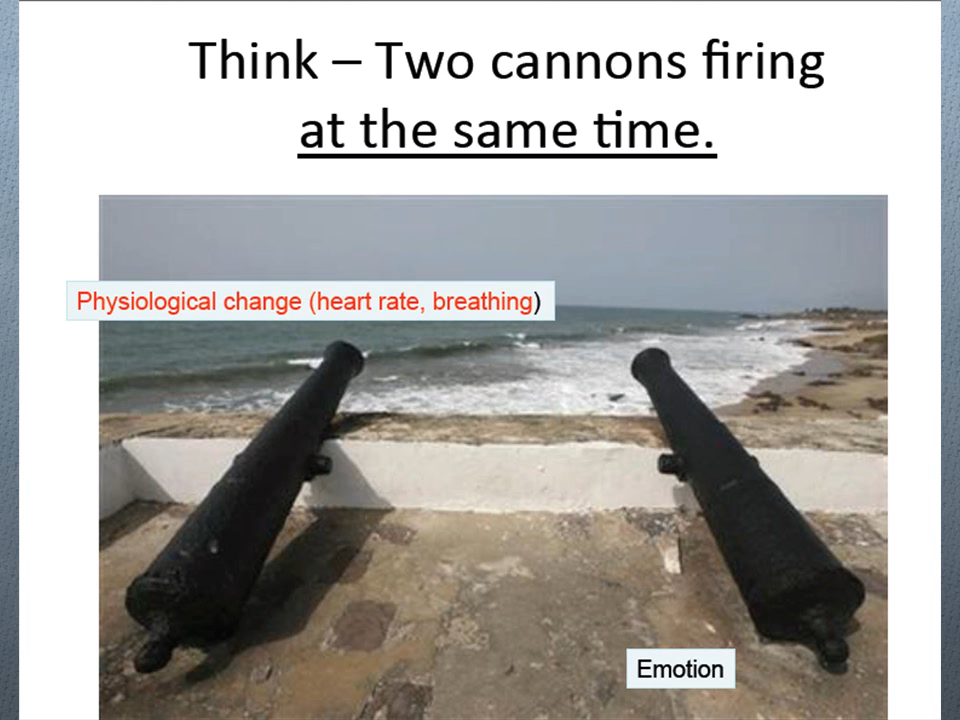 Think – Two cannons firing
at the same time.
Physiological change (heart rate, breathing)
Emotion